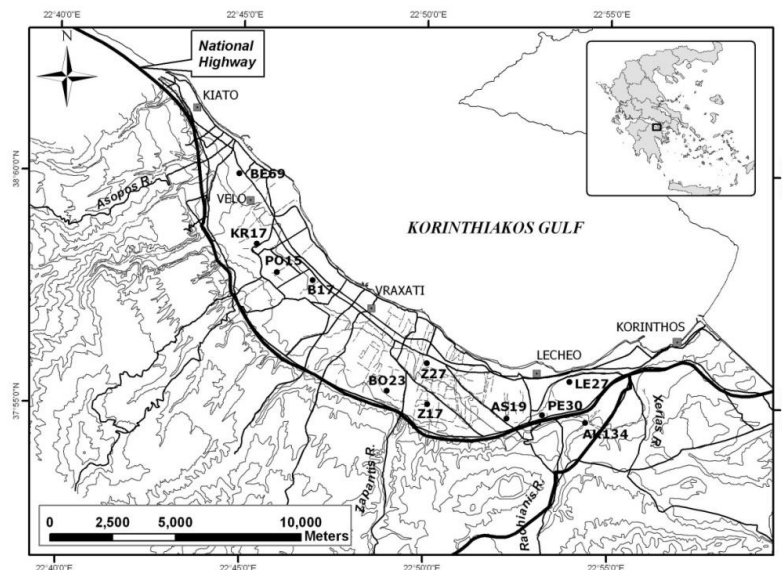 22°40'0"E
22°45'0"E
22°50'0"E
22°55'0"E
N
National
Highway
KIATO
BE69
Asopos R.
VELO
38°60'0"N
KORINTHIAKOS GULF
KR17
PO15
B17
VRAXATI
KORINTHOS
LECHEO
Z27
LE27
BO23
Z17
AS19
PE30
AK134
37°55'0"N
Xerias R.
Zapantis R.
Rachianis R.
0 2,500 5,000 10,000
Meters
22°40'0"E
22°45'0"E
22°50'0"E
22°55'0"E